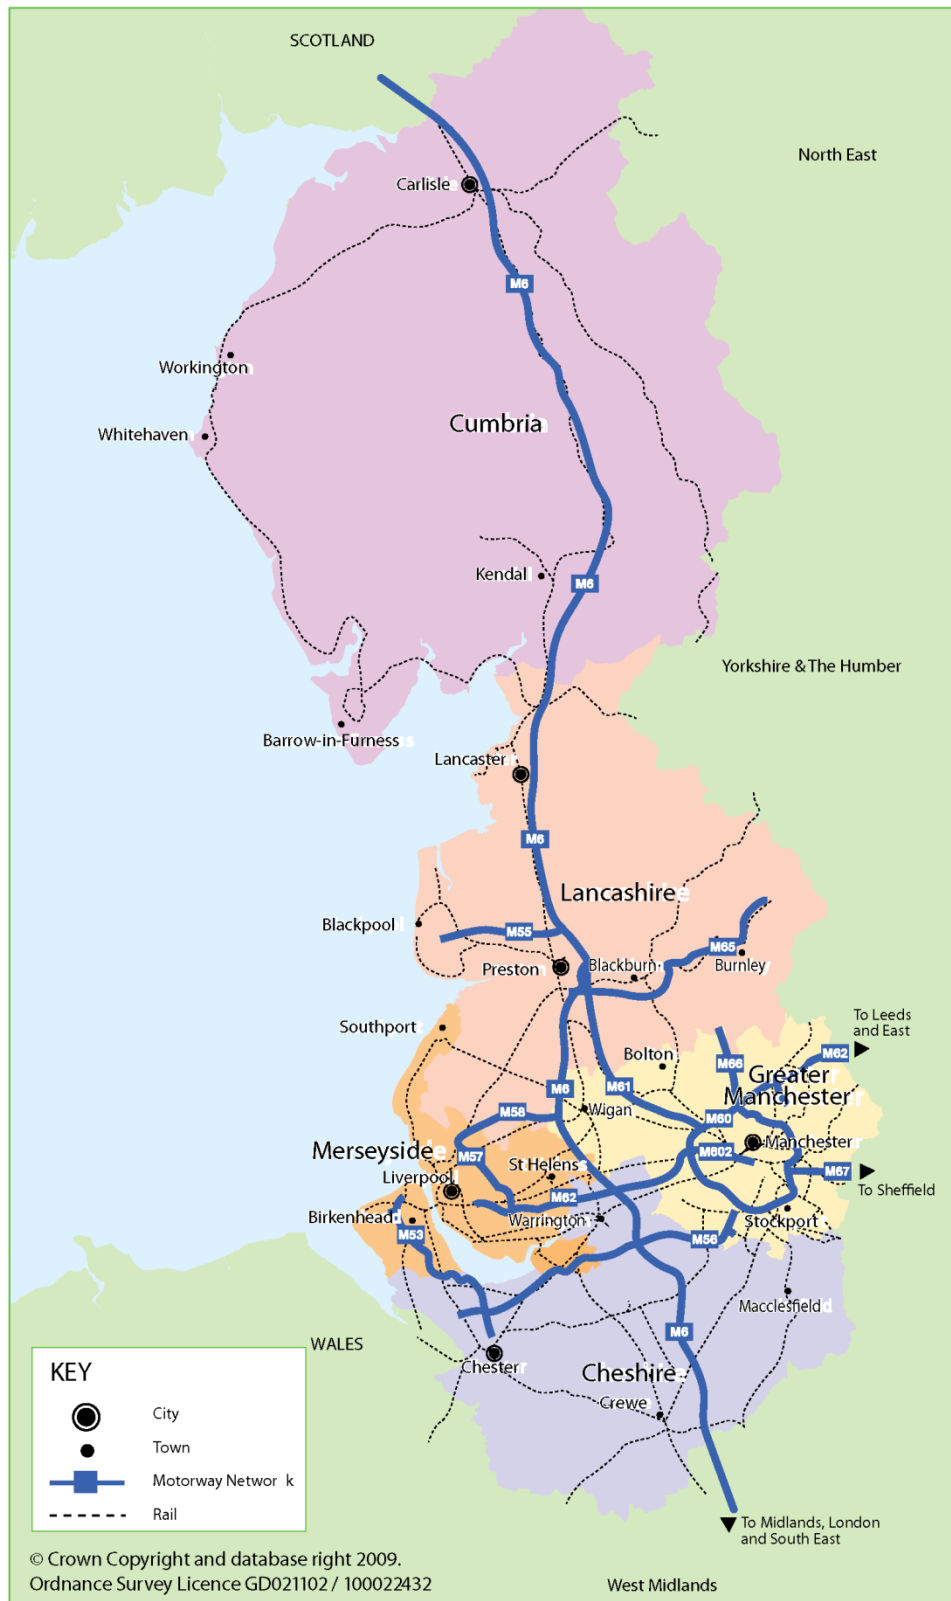 SCOTLAND
North East
Carlisle
M6
Workington
Cumbria
Whitehaven
Kendal
M6
Yorkshire & The Humber
Barrow-in-Furness
Lancaster
M6
Lancashire
Blackpool
M55
M65
Preston
Blackburn
Burnley
To Leeds
and East
Southport
M62
Bolton
M66
Greater
Manchester
M6
M61
M58
Wigan
M60
Merseyside
M57
M602
Manchester
St Helens
M67
Liverpool
To Sheffield
M62
Birkenhead
Warrington
Stockport
M53
M56
Macclesfield
M6
WALES
Chester
Cheshire
Crewe
KEY
City
Town
Motorway Networ k
Rail
To Midlands, London
and South East
© Crown Copyright and database right 2009.
Ordnance Survey Licence GD021102 / 100022432
West Midlands